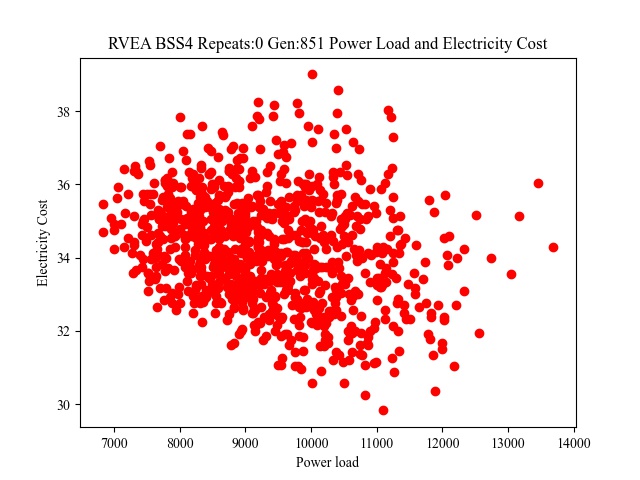 RVEA BSS4 Repeats:0 Gen:851 Power Load and Electricity Cost
38
36
34
32
30
Electricity Cost
7000 8000 9000 10000 11000 12000 13000 14000
Power load